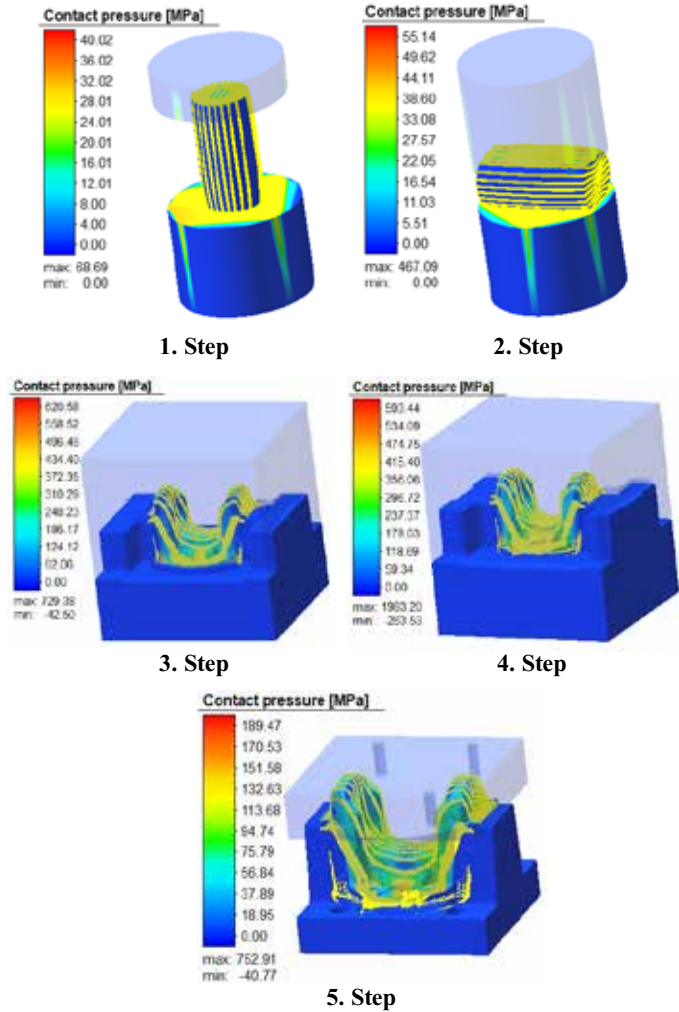 Contact pressure [MPa]
40.02
36.02
32.02
28.01
24.01
20.01
16.01
12.01
8.00
4.00
0.00
max: 68.69
min: 0.00
1. Step
Contact pressure [MPa]
55.14
49.62
44.11
38.60
33.08
27.57
22.05
16.54
11.03
5.51
0.00
max: 467.09
min: 0.00
2. Step
Contact pressure [MPa]
620.58
558.52
496.46
434.40
372.35
310.29
248.23
186.17
124.12
62.06
0.00
max: 729.38
min: -42.50
3. Step
Contact pressure [MPa]
593.44
534.09
474.75
415.40
356.06
296.72
237.37
178.03
118.69
59.34
0.00
max: 1963.20
min: -253.53
4. Step
Contact pressure [MPa]
189.47
170.53
151.58
132.63
113.68
94.74
75.79
56.84
37.89
18.95
0.00
max: 752.91
min: -40.77
5. Step